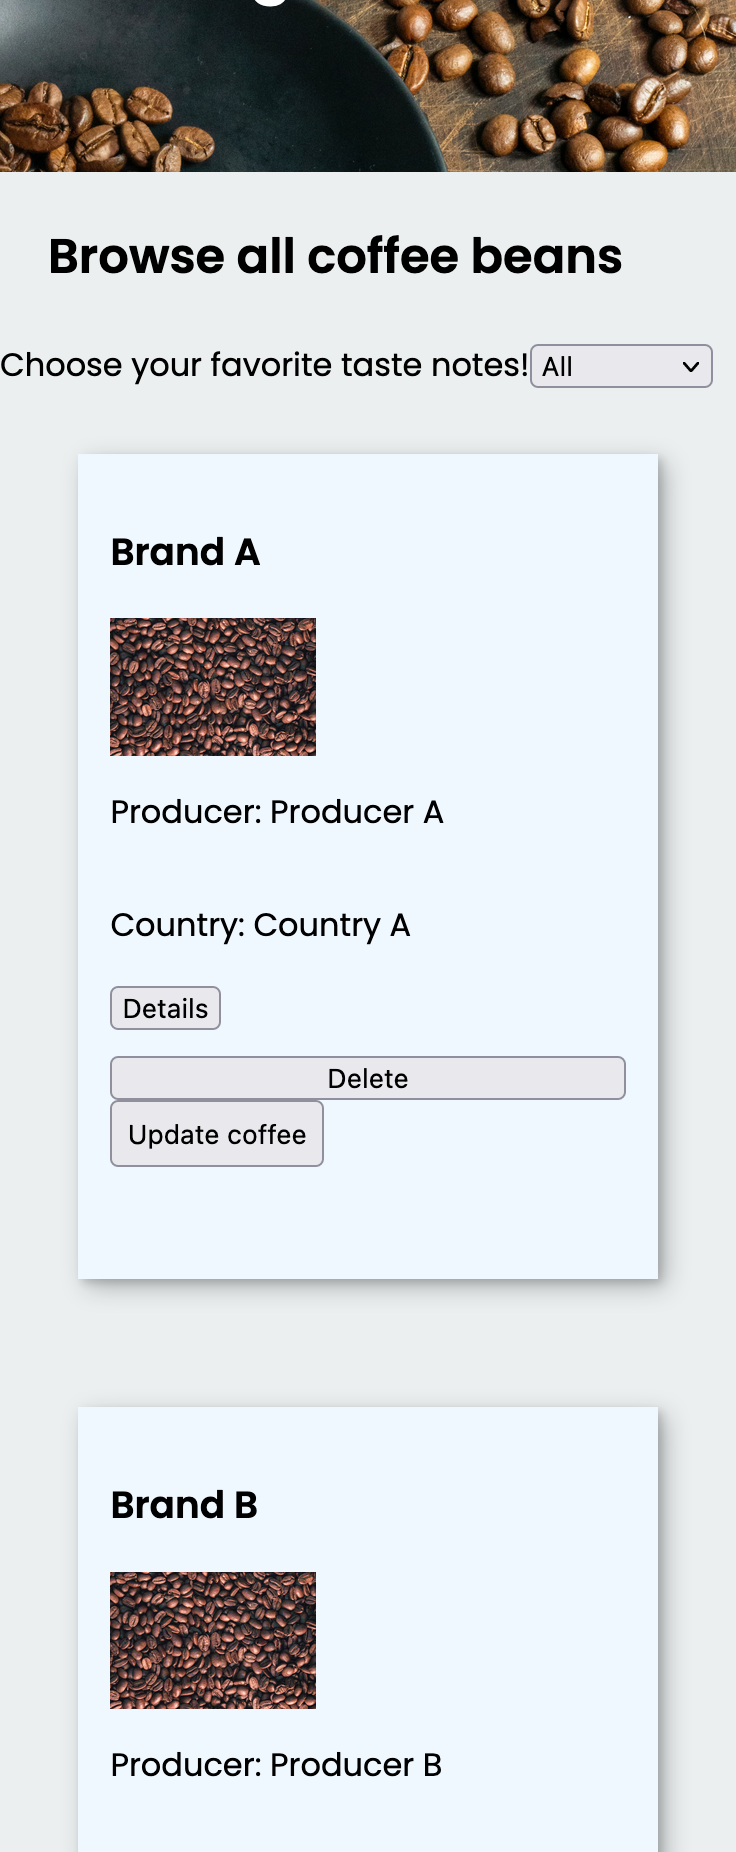 Browse all coffee beans
Choose your favorite taste notes! All
Brand A
Producer: Producer A
Country: Country A
Details
Delete
Update coffee
Brand B
Producer: Producer B